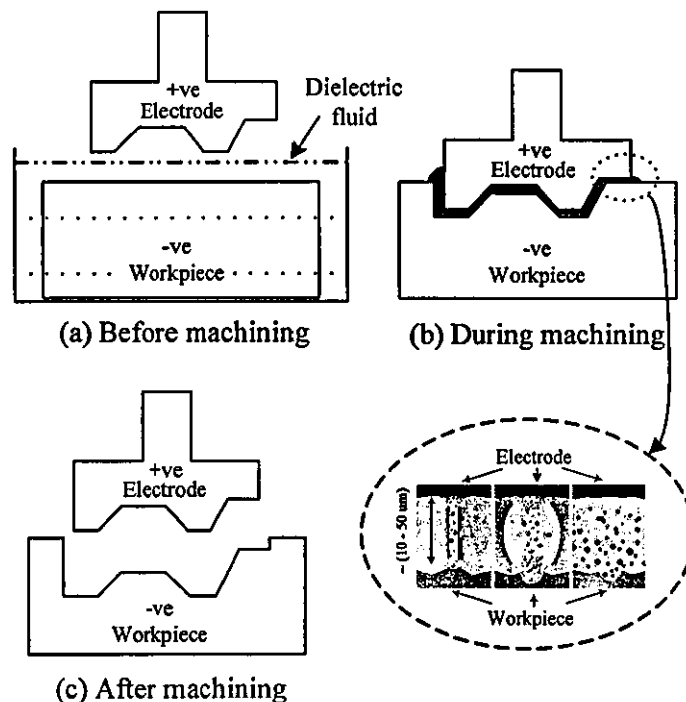 +ve
Electrode
Dielectric
fluid
-ve
Workpiece
(a) Before machining
+ve
Electrode
-ve
Workpiece
(b) During machining
+ve
Electrode
-ve
Workpiece
(c) After machining
Electrode
~ (10 - 50 um)
Workpiece